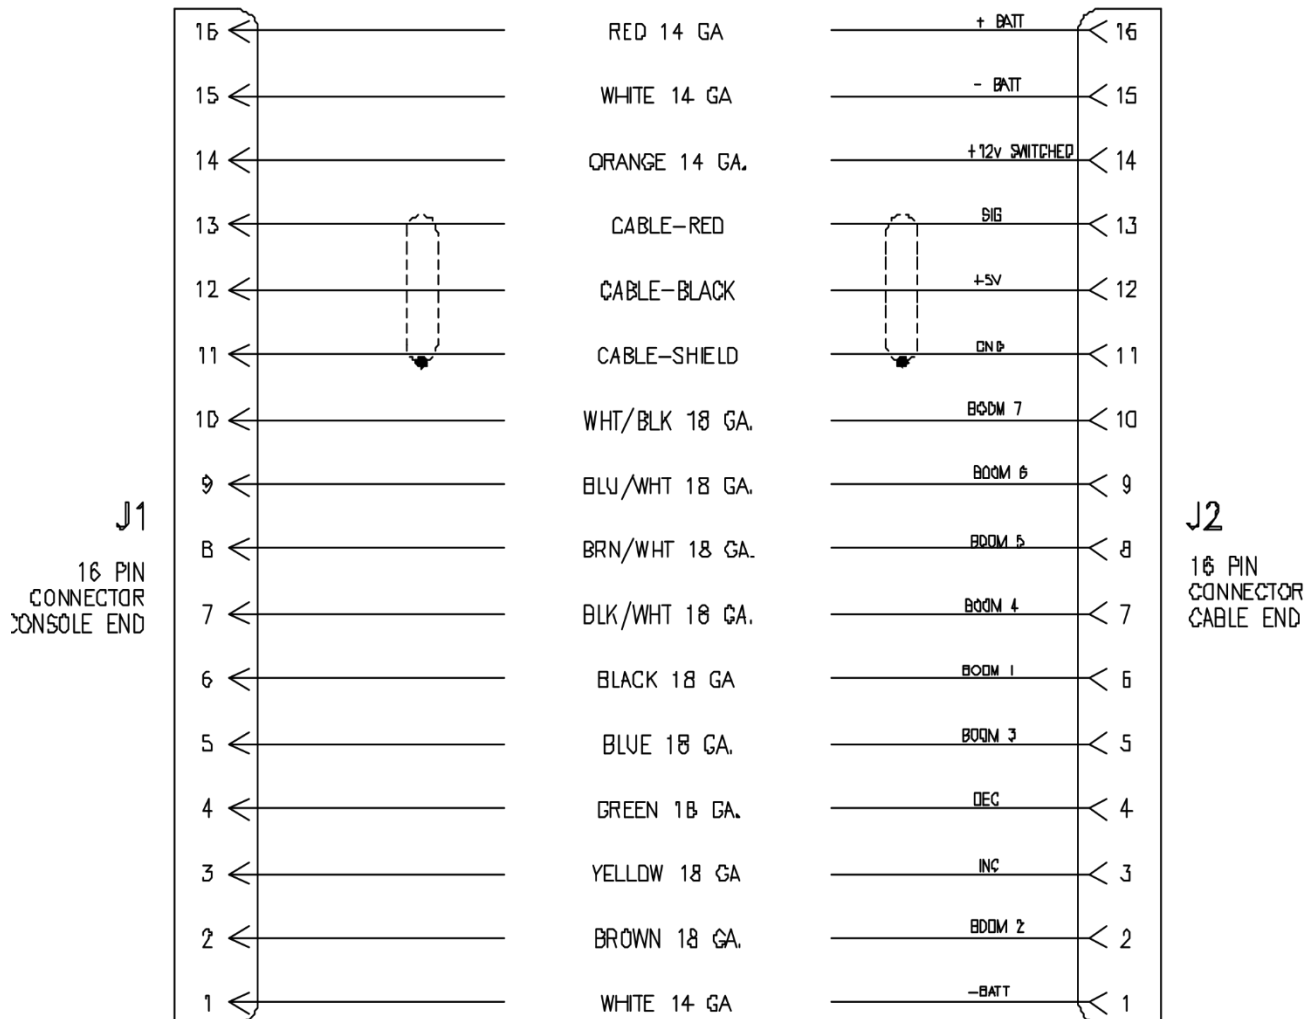 16 RED 14 GA + BATT 16
15 WHITE 14 GA - BATT 15
14 ORANGE 14 GA. +12v SWITCHED 14
13 CABLE-RED SIG 13
12 CABLE-BLACK +5V 12
11 CABLE-SHIELD GND 11
10 WHT/BLK 18 GA. BOOM 7 10
9 BLU/WHT 18 GA. BOOM 6 9
8 BRN/WHT 18 GA. BOOM 5 8
7 BLK/WHT 18 GA. BOOM 4 7
6 BLACK 18 GA BOOM 1 6
5 BLUE 18 GA. BOOM 3 5
4 GREEN 18 GA. DEC 4
3 YELLOW 18 GA INC 3
2 BROWN 18 GA. BOOM 2 2
1 WHITE 14 GA -BATT 1
J1
16 PIN
CONNECTOR
CONSOLE END
J2
16 PIN
CONNECTOR
CABLE END